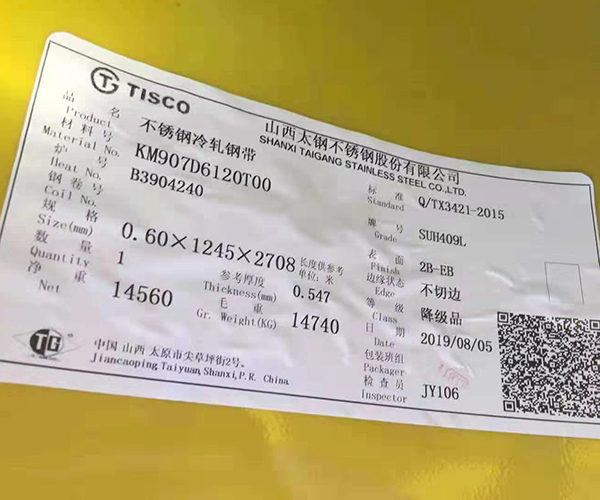 TISCO
山西太钢不锈钢股份有限公司
SHANXI TAIGANG STAINLESS STEEL CO.,LTD.
品 名 不锈钢冷轧钢带
Product
材 料 号 KM907D6120T00
Material No.
炉 号 B3904240
Heat No.
钢 卷 号
Coil No.
规 格 0.60×1245×2708 长度供参考
Size(mm) 单位:米
数 量 1
Quantity
参考厚度 0.547
Thickness(mm)
净 重 14560
Net
毛 重 14740
Gr. Weight(KG)
标 准 Q/TX3421-2015
Standard
牌 号 SUH409L
Grade
表 面 2B-EB
Finish
边缘状态 不切边
Edge
等 级 降级品
Class
日 期 2019/08/05
Date
包装班组
Packager
检 查 员 JY106
Inspector
中国 山西 太原市尖草坪街2号。
Jiancaoping,Taiyuan,Shanxi,P.R. China